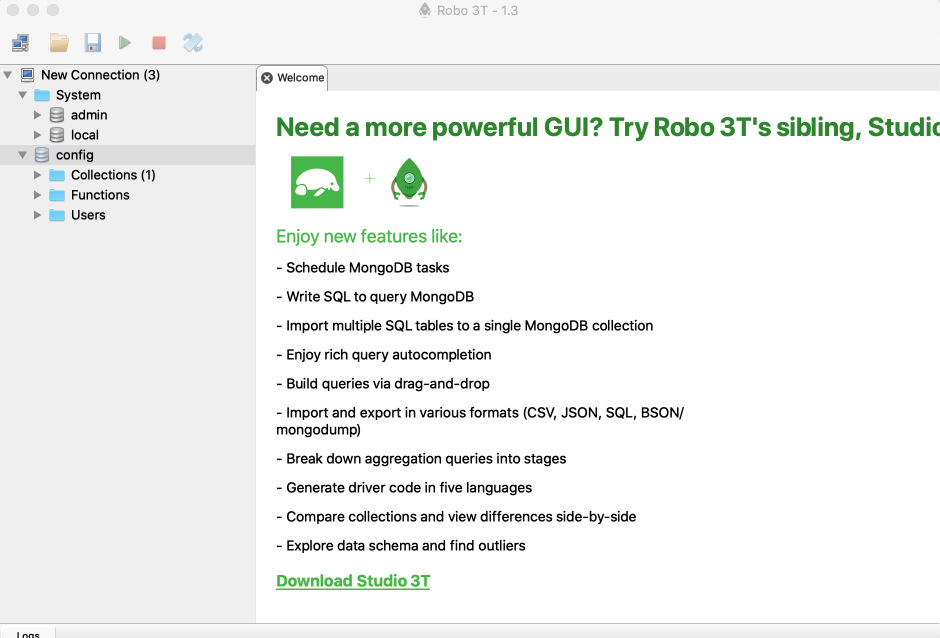 Robo 3T - 1.3
New Connection (3)
System
admin
local
config
Collections (1)
Functions
Users
Welcome
Need a more powerful GUI? Try Robo 3T's sibling, Studio
Enjoy new features like:
- Schedule MongoDB tasks
- Write SQL to query MongoDB
- Import multiple SQL tables to a single MongoDB collection
- Enjoy rich query autocompletion
- Build queries via drag-and-drop
- Import and export in various formats (CSV, JSON, SQL, BSON/
mongodump)
- Break down aggregation queries into stages
- Generate driver code in five languages
- Compare collections and view differences side-by-side
- Explore data schema and find outliers
Download Studio 3T
Logs